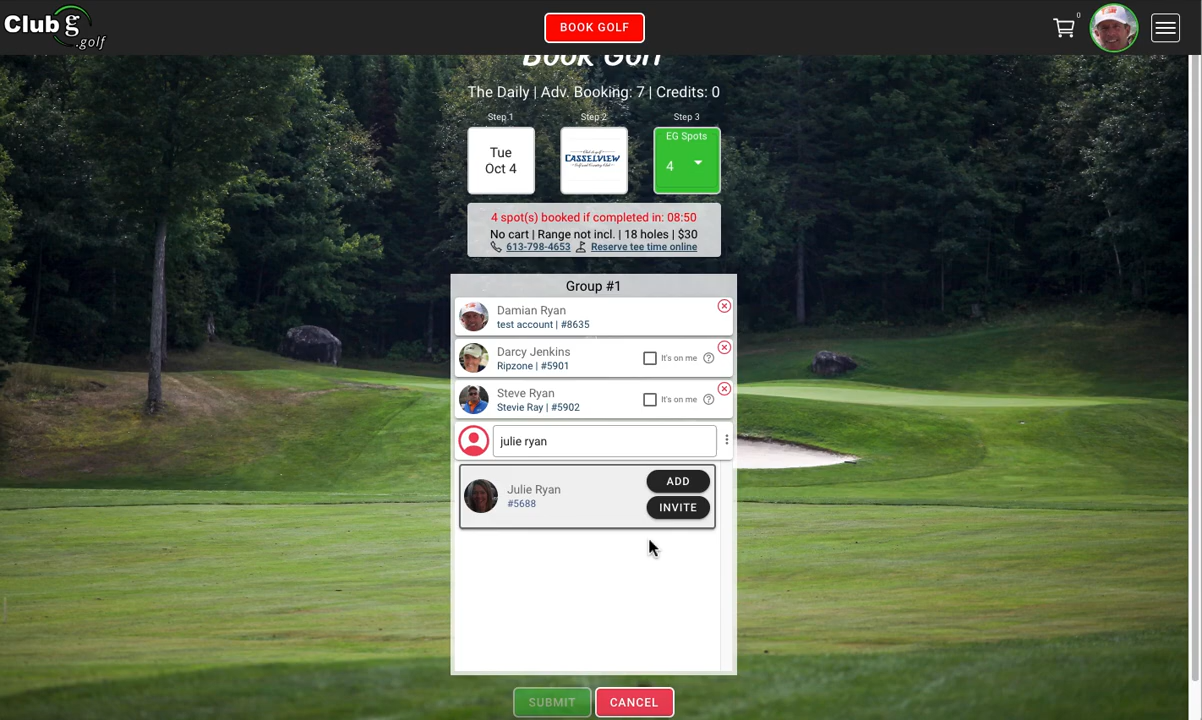 Club g
.golf
BOOK GOLF
0
Book Golf
The Daily | Adv. Booking: 7 | Credits: 0
Step 1
Step 2
Step 3
Tue
Oct 4
CASSELVIEW
EG Spots
4
4 spot(s) booked if completed in: 08:50
No cart | Range not incl. | 18 holes | $30
613-798-4653 Reserve tee time online
Group #1
Damian Ryan
test account | #8635
Darcy Jenkins
Ripzone | #5901
It's on me
Steve Ryan
Stevie Ray | #5902
It's on me
julie ryan
Julie Ryan
#5688
ADD
INVITE
SUBMIT
CANCEL